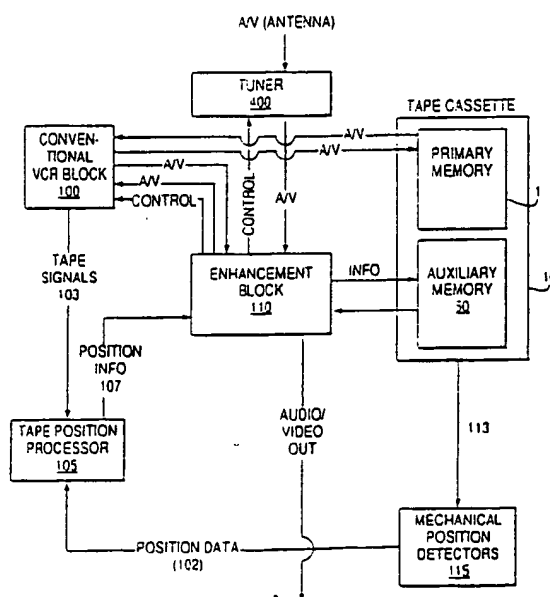 A/V (ANTENNA)
TUNER
400
TAPE CASSETTE
CONVEN-
TIONAL
VCR BLOCK
100
A/V
A/V
PRIMARY
MEMORY
1
A/V
A/V
CONTROL
CONTROL
A/V
TAPE
SIGNALS
103
ENHANCEMENT
BLOCK
110
INFO
AUXILIARY
MEMORY
50
POSITION
INFO
107
AUDIO/
VIDEO
OUT
113
TAPE POSITION
PROCESSOR
105
MECHANICAL
POSITION
DETECTORS
115
POSITION DATA
(102)